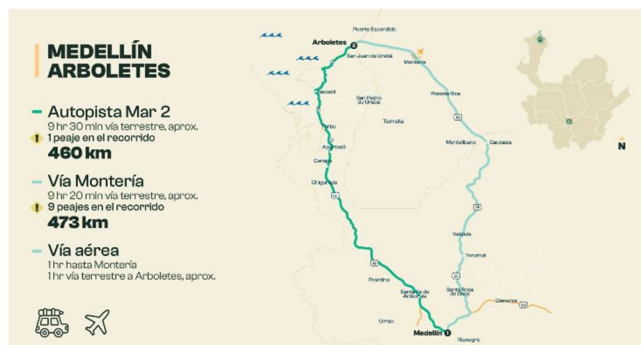 MEDELLÍN
ARBOLETES
Autopista Mar 2
9 hr 30 min vía terrestre, aprox.
1 peaje en el recorrido
460 km
Vía Montería
9 hr 20 min vía terrestre, aprox.
9 peajes en el recorrido
473 km
Vía aérea
1 hr hasta Montería
1 hr vía terrestre a Arboletes, aprox.
Puerto Escondido
Arboletes
San Juan de Urabá
Montería
Necoclí
San Pedro
de Urabá
Planeta Rica
Turbo
Tierralta
Apartadó
Montelíbano
Caucasia
Carepa
Chigorodó
Valdivia
Yarumal
Frontino
Santa Fe de
Antioquia
Santa Rosa
de Osos
Cisneros
Urrao
Medellín
Rionegro
N